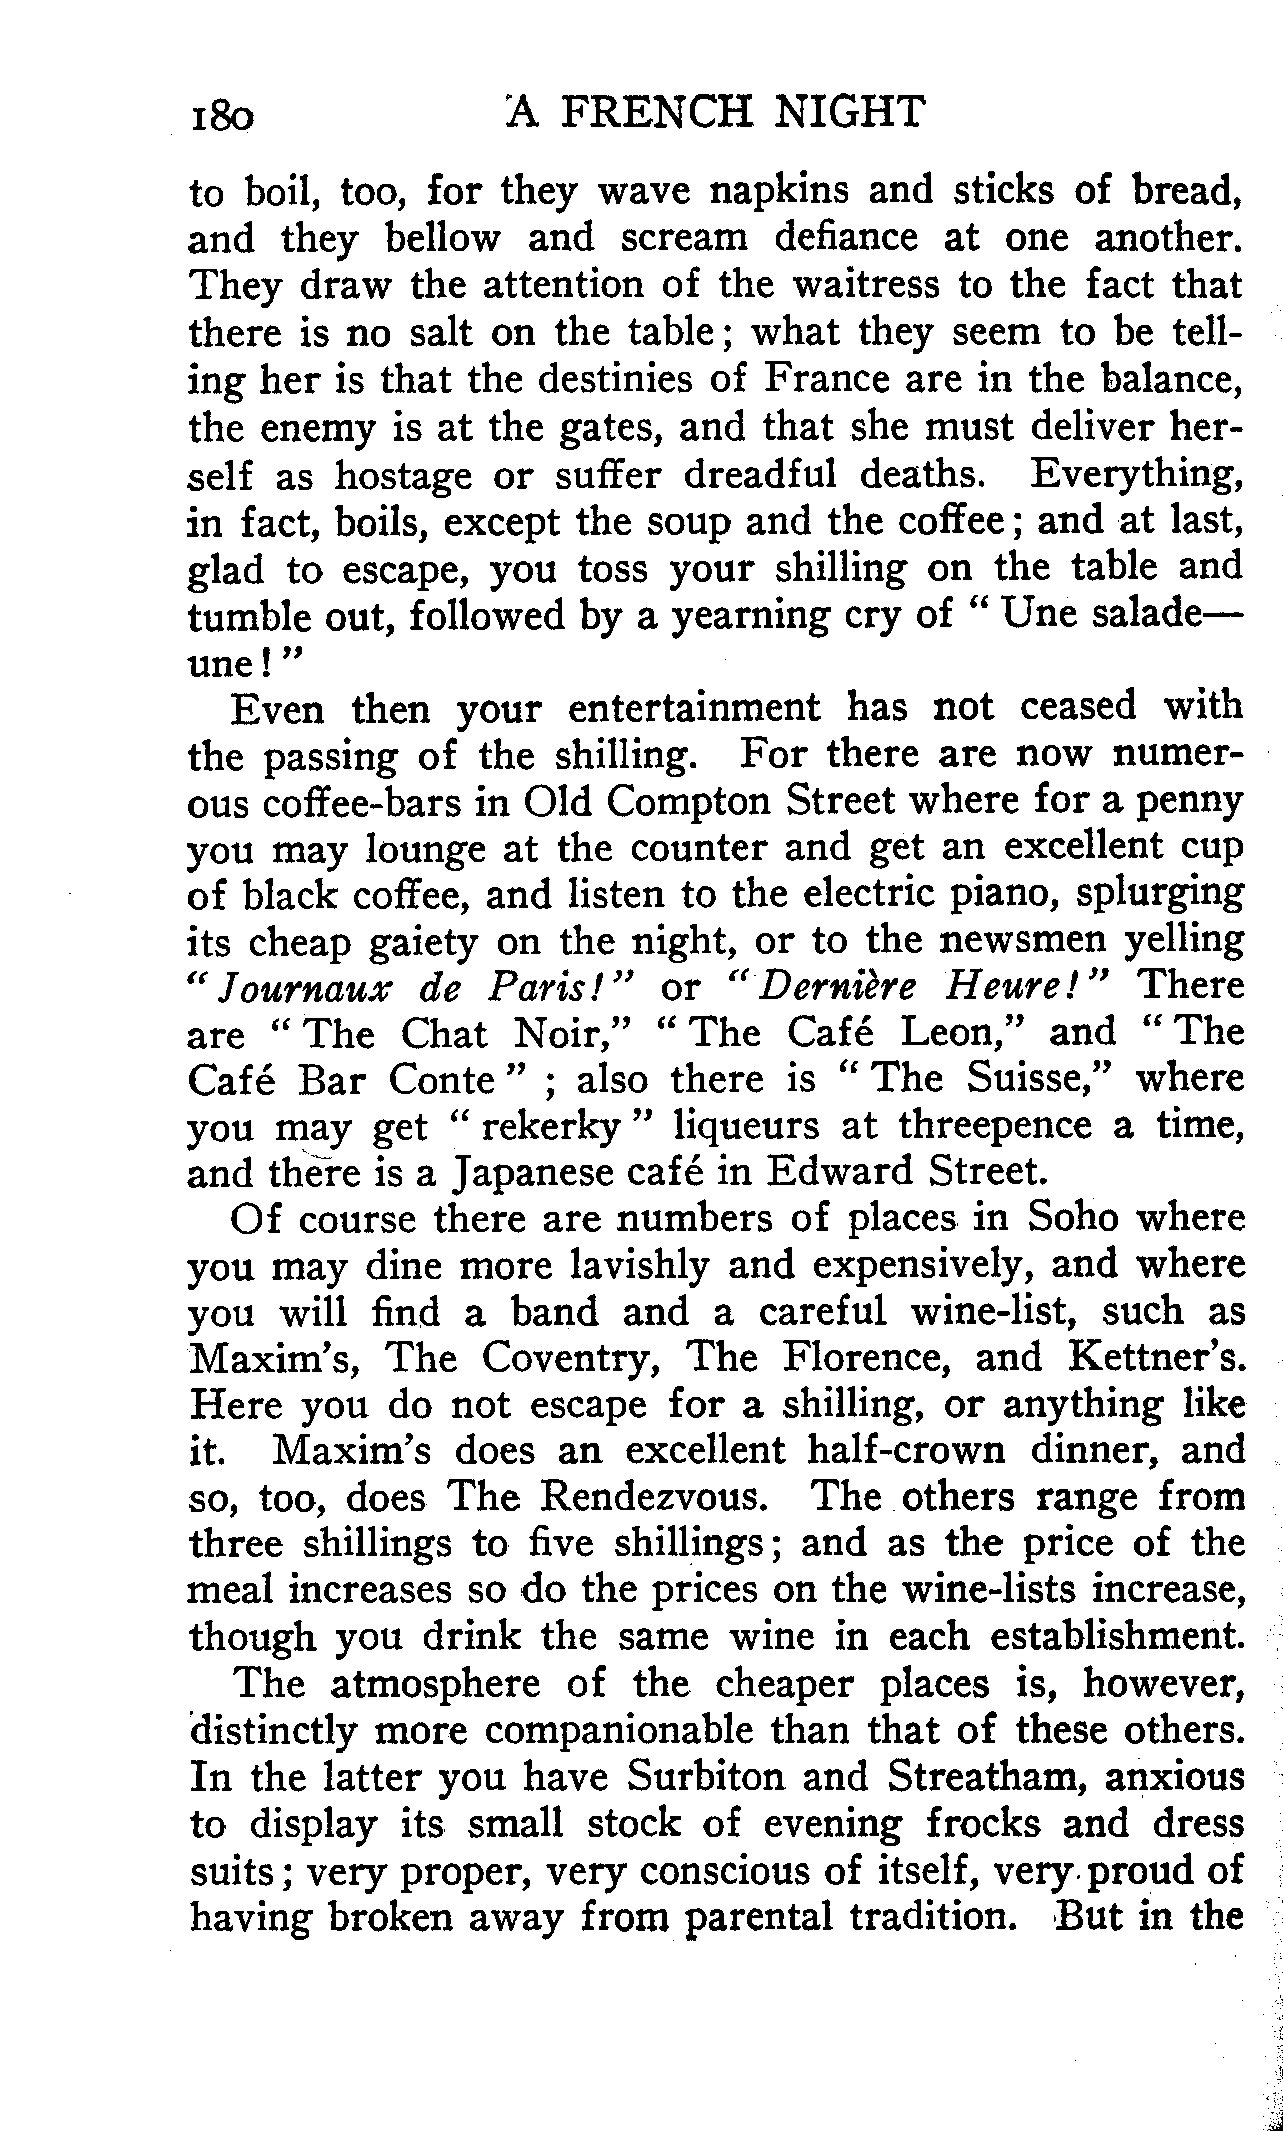 180 A FRENCH NIGHT
to boil, too, for they wave napkins and sticks of bread,
and they bellow and scream defiance at one another.
They draw the attention of the waitress to the fact that
there is no salt on the table; what they seem to be tell-
ing her is that the destinies of France are in the balance,
the enemy is at the gates, and that she must deliver her-
self as hostage or suffer dreadful deaths. Everything,
in fact, boils, except the soup and the coffee; and at last,
glad to escape, you toss your shilling on the table and
tumble out, followed by a yearning cry of " Une salade—
une! "
Even then your entertainment has not ceased with
the passing of the shilling. For there are now numer-
ous coffee-bars in Old Compton Street where for a penny
you may lounge at the counter and get an excellent cup
of black coffee, and listen to the electric piano, splurging
its cheap gaiety on the night, or to the newsmen yelling
" Journaux de Paris! " or " Dernière Heure! " There
are " The Chat Noir," " The Café Leon," and " The
Café Bar Conte " ; also there is " The Suisse," where
you may get " rekerky " liqueurs at threepence a time,
and there is a Japanese café in Edward Street.
Of course there are numbers of places in Soho where
you may dine more lavishly and expensively, and where
you will find a band and a careful wine-list, such as
Maxim's, The Coventry, The Florence, and Kettner's.
Here you do not escape for a shilling, or anything like
it. Maxim's does an excellent half-crown dinner, and
so, too, does The Rendezvous. The others range from
three shillings to five shillings; and as the price of the
meal increases so do the prices on the wine-lists increase,
though you drink the same wine in each establishment.
The atmosphere of the cheaper places is, however,
distinctly more companionable than that of these others.
In the latter you have Surbiton and Streatham, anxious
to display its small stock of evening frocks and dress
suits; very proper, very conscious of itself, very proud of
having broken away from parental tradition. But in the